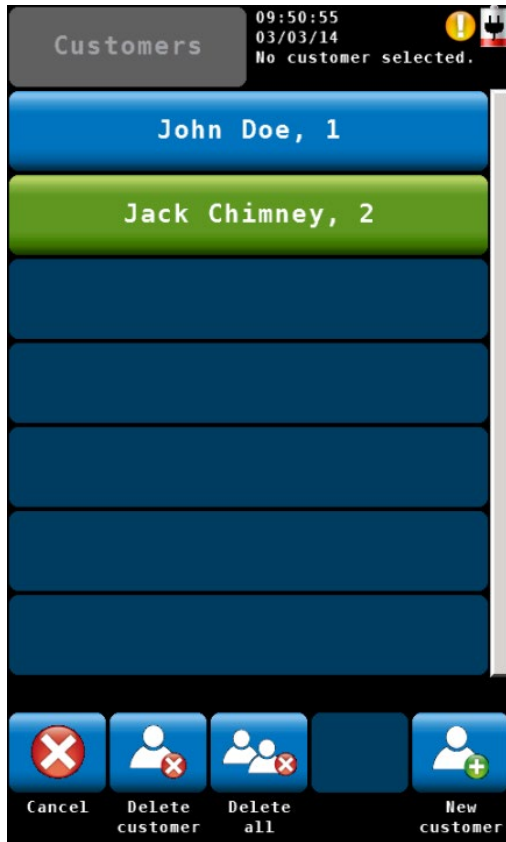 Customers
09:50:55
03/03/14
No customer selected.
John Doe, 1
Jack Chimney, 2
Cancel
Delete customer
Delete all
New customer